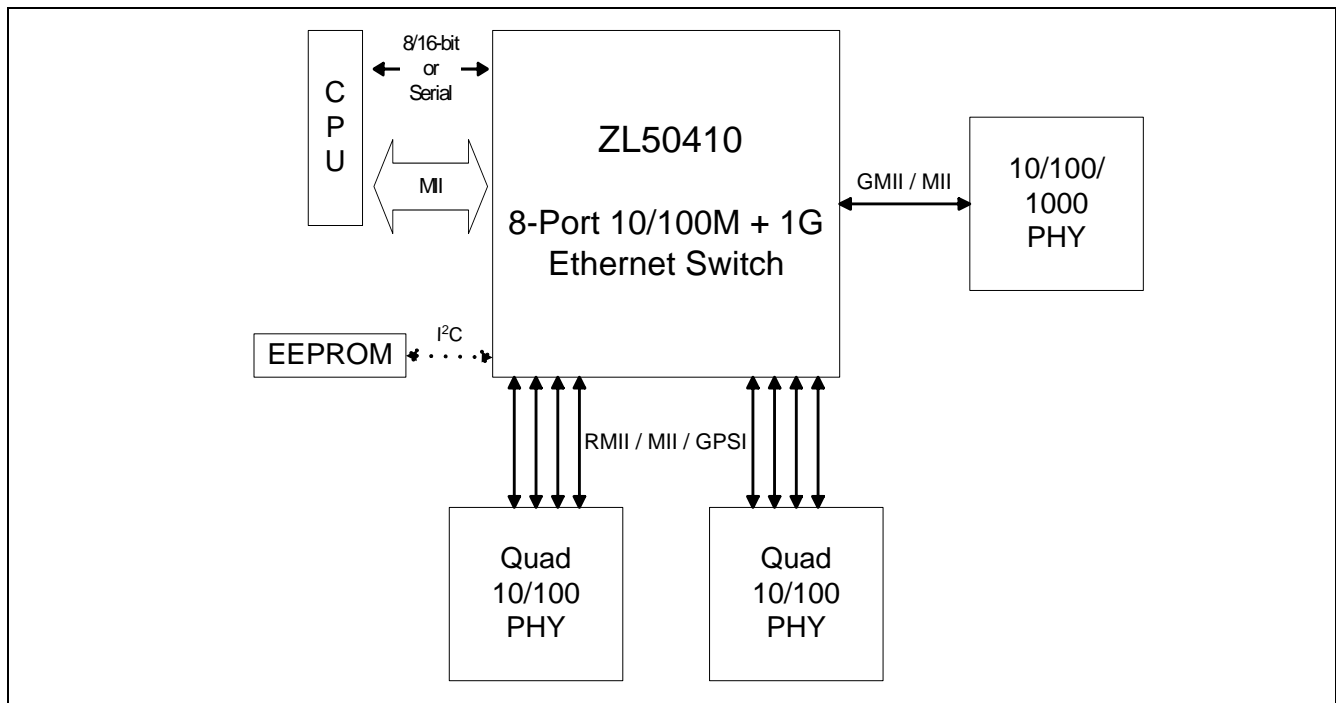 8/16-bit
or
Serial
C
P
U
MII
ZL50410
8-Port 10/100M + 1G
Ethernet Switch
GMII / MII
10/100/
1000
PHY
EEPROM
I²C
RMII / MII / GPSI
Quad
10/100
PHY
Quad
10/100
PHY